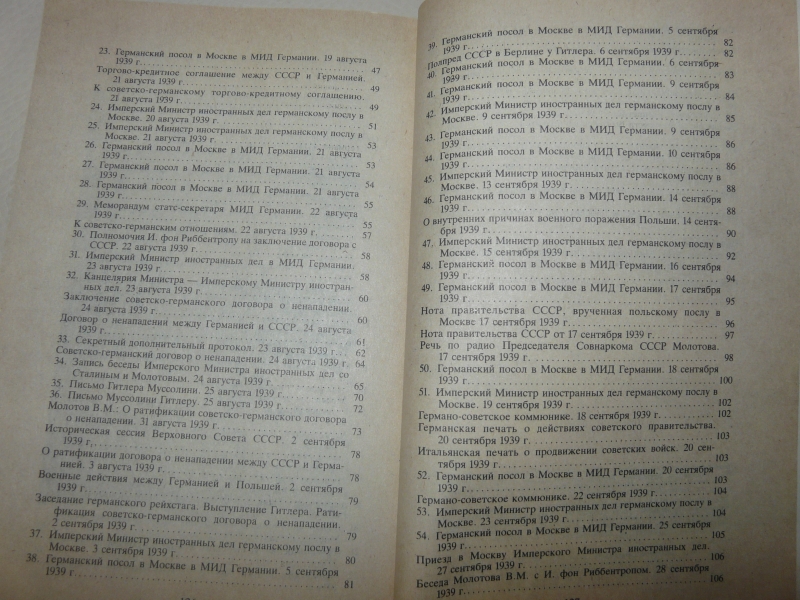 23. Германский посол в Москве в МИД Германии. 19 августа
1939 г. 47
Торгово-кредитное соглашение между СССР и Германией.
21 августа 1939 г. 49
К советско-германскому торгово-кредитному соглашению.
21 августа 1939 г. 49
24. Имперский Министр иностранных дел германскому послу в
Москве. 20 августа 1939 г. 51
25. Имперский Министр иностранных дел германскому послу в
Москве. 21 августа 1939 г. 53
26. Германский посол в Москве в МИД Германии. 21 августа
1939 г. 53
27. Германский посол в Москве в МИД Германии. 21 августа
1939 г. 54
28. Германский посол в Москве в МИД Германии. 21 августа
1939 г. 55
29. Меморандум статс-секретаря МИД Германии. 22 августа
1939 г. 55
К советско-германским отношениям. 22 августа 1939 г. 57
30. Полномочия И. фон Риббентропу на заключение договора с
СССР. 22 августа 1939 г. 58
31. Имперский Министр иностранных дел в МИД Германии.
23 августа 1939 г. 58
32. Канцелярия Министра — Имперскому Министру иностран-
ных дел. 23 августа 1939 г. 60
Заключение советско-германского договора о ненападении.
24 августа 1939 г. 60
Договор о ненападении между Германией и СССР. 24 августа
1939 г. 61
33. Секретный дополнительный протокол. 23 августа 1939 г. 62
Советско-германский договор о ненападении. 24 августа 1939 г. 64
34. Запись беседы Имперского Министра иностранных дел со
Сталиным и Молотовым. 24 августа 1939 г. 65
35. Письмо Гитлера Муссолини. 25 августа 1939 г. 70
36. Письмо Муссолини Гитлеру. 25 августа 1939 г. 72
Молотов В.М.: О ратификации советско-германского договора
о ненападении. 31 августа 1939 г. 73
Историческая сессия Верховного Совета СССР. 2 сентября
1939 г, 78
О ратификации договора о ненападении между СССР и Герма-
нией. 3 августа 1939 г. 78
Военные действия между Германией и Польшей. 2 сентября
1939 г. 79
Заседание германского рейхстага. Выступление Гитлера. Рати-
фикация советско-германского договора о ненападении.
2 сентября 1939 г. 79
37. Имперский Министр иностранных дел германскому послу в
Москве. 3 сентября 1939 г. 80
38. Германский посол в Москве в МИД Германии. 5 сентября
1939 г. 81
39. Германский посол в Москве в МИД Германии. 5 сентября
1939 г. 82
Полпред СССР в Берлине у Гитлера. 6 сентября 1939 г. 82
40. Германский посол в Москве в МИД Германии. 6 сентября
1989 г. 83
41. Германский посол в Москве в МИД Германии. 9 сентября
1939 г. 84
42. Имперский Министр иностранных дел германскому послу в
Москве. 9 сентября 1939 г. 85
43. Германский посол в Москве в МИД Германии. 9 сентября
1939 г. 86
44. Германский посол в Москве в МИД Германии. 10 сентября
1939 г. 86
45. Имперский Министр иностранных дел германскому послу в
Москве. 13 сентября 1939 г. 88
46. Германский посол в Москве в МИД Германии. 14 сентября
1939 г. 88
О внутренних причинах военного поражения Польши. 14 сентя-
бря 1939 г. 90
47. Имперский Министр иностранных дел германскому послу в
Москве. 15 сентября 1939 г. 92
48. Германский посол в Москве в МИД Германии. 16 сентября
1939 г. 94
49. Германский посол в Москве в МИД Германии. 17 сентября
1939 г. 95
Нота правительства СССР, врученная польскому послу в
Москве 17 сентября 1939 г. 96
Нота правительства СССР от 17 сентября 1939 г. 97
Речь по радио Председателя Совнаркома СССР Молотова.
17 сентября 1939 г. 98
50. Германский посол в Москве в МИД Германии. 18 сентября
1939 г. 100
51. Имперский Министр иностранных дел германскому послу в
Москве. 19 сентября 1939 г. 102
Германо-советское коммюнике. 18 сентября 1939 г. 102
Германская печать о действиях советского правительства.
20 сентября 1939 г. 103
Итальянская печать о продвижении советских войск. 20 сен-
тября 1939 г. 103
52. Германский посол в Москве в МИД Германии. 20 сентября
1939 г. 103
Германо-советское коммюнике. 22 сентября 1939 г. 104
53. Имперский Министр иностранных дел германскому послу в
Москве. 23 сентября 1939 г. 104
54. Германский посол в Москве в МИД Германии. 25 сентября
1939 г. 105
Приезд в Москву Имперского Министра иностранных дел.
27 сентября 1939 г. 106
Беседа Молотова В.М. с И. фон Риббентропом. 28 сентября
1939 г. 106